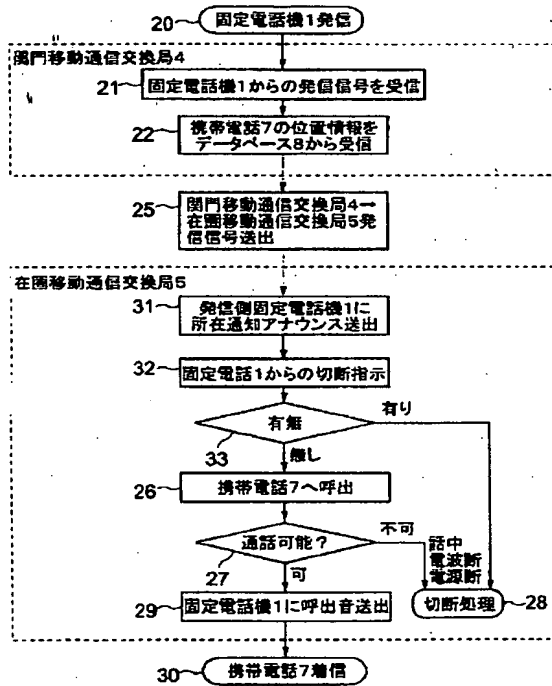 20
固定電話機1発信
関門移動通信交換局4
21
固定電話機1からの発信信号を受信
22
携帯電話7の位置情報を
データベース8から受信
25
関門移動通信交換局4→
在圏移動通信交換局5発
信信号送出
在圏移動通信交換局5
31
発信側固定電話機1に
所在通知アナウンス送出
32
固定電話1からの切断指示
有無
有り
33
無し
26
携帯電話7へ呼出
通話可能?
不可
27
可
話中
電波断
電源断
29
固定電話機1に呼出音送出
切断処理
28
30
携帯電話7着信